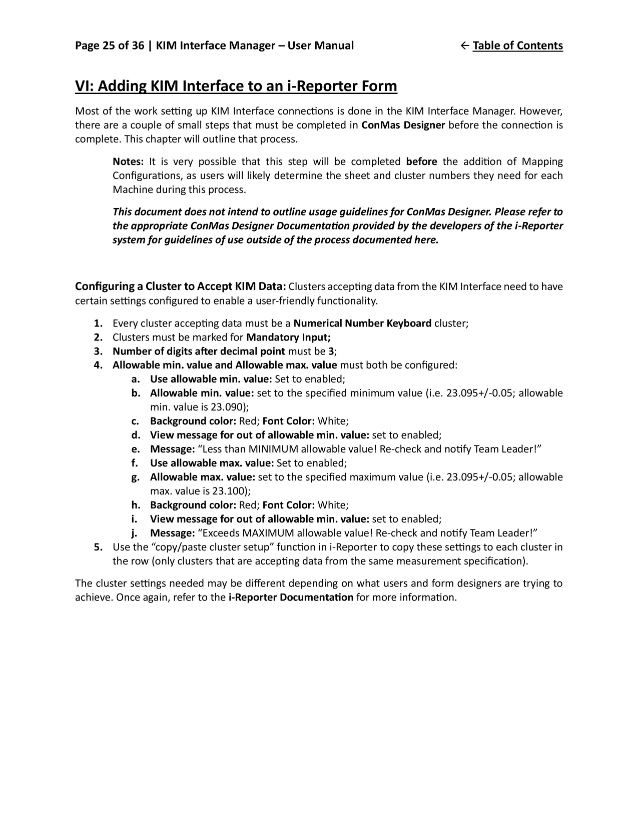 Page 25 of 36 | KIM Interface Manager – User Manual
← Table of Contents
VI: Adding KIM Interface to an i-Reporter Form
Most of the work setting up KIM Interface connections is done in the KIM Interface Manager. However,
there are a couple of small steps that must be completed in ConMas Designer before the connection is
complete. This chapter will outline that process.
Notes: It is very possible that this step will be completed before the addition of Mapping
Configurations, as users will likely determine the sheet and cluster numbers they need for each
Machine during this process.
This document does not intend to outline usage guidelines for ConMas Designer. Please refer to
the appropriate ConMas Designer Documentation provided by the developers of the i-Reporter
system for guidelines of use outside of the process documented here.
Configuring a Cluster to Accept KIM Data: Clusters accepting data from the KIM Interface need to have
certain settings configured to enable a user-friendly functionality.
1. Every cluster accepting data must be a Numerical Number Keyboard cluster;
2. Clusters must be marked for Mandatory Input;
3. Number of digits after decimal point must be 3;
4. Allowable min. value and Allowable max. value must both be configured:
a. Use allowable min. value: Set to enabled;
b. Allowable min. value: set to the specified minimum value (i.e. 23.095+/-0.05; allowable
min. value is 23.090);
c. Background color: Red; Font Color: White;
d. View message for out of allowable min. value: set to enabled;
e. Message: “Less than MINIMUM allowable value! Re-check and notify Team Leader!”
f. Use allowable max. value: Set to enabled;
g. Allowable max. value: set to the specified maximum value (i.e. 23.095+/-0.05; allowable
max. value is 23.100);
h. Background color: Red; Font Color: White;
i. View message for out of allowable min. value: set to enabled;
j. Message: “Exceeds MAXIMUM allowable value! Re-check and notify Team Leader!”
5. Use the “copy/paste cluster setup” function in i-Reporter to copy these settings to each cluster in
the row (only clusters that are accepting data from the same measurement specification).
The cluster settings needed may be different depending on what users and form designers are trying to
achieve. Once again, refer to the i-Reporter Documentation for more information.